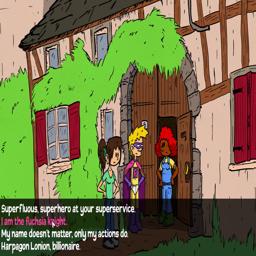 Superfluous, superhero at your superservice.
I am the fuchsia knight.
My name doesn't matter, only my actions do.
Harpagon Lonion, billionaire.